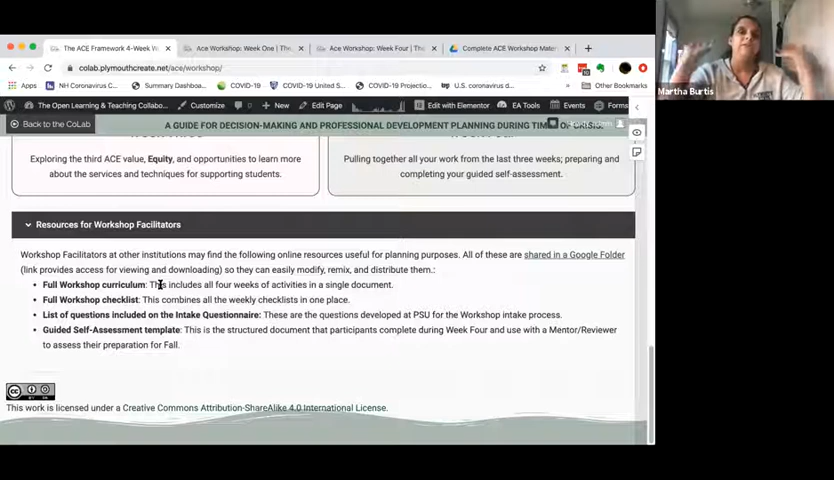 The ACE Framework 4-Week W
Ace Workshop: Week One | The
Ace Workshop: Week Four | The
Complete ACE Workshop Mater
colab.plymouthcreate.net/ace/workshop/
Apps
NH Coronavirus C...
Summary Dashboa...
COVID-19
COVID-19 United S...
COVID-19 Projectio...
U.S. coronavirus d...
Other Bookmarks
The Open Learning & Teaching Collabo...
Customize
0
New
Edit Page
Edit with Elementor
EA Tools
Events
Forms
Martha Burtis
Back to the CoLab
A GUIDE FOR DECISION-MAKING AND PROFESSIONAL DEVELOPMENT PLANNING DURING TIMES OF CRISIS
Exploring the third ACE value, Equity, and opportunities to learn more
about the services and techniques for supporting students.
Pulling together all your work from the last three weeks; preparing and
completing your guided self-assessment.
Resources for Workshop Facilitators
Workshop Facilitators at other institutions may find the following online resources useful for planning purposes. All of these are shared in a Google Folder
(link provides access for viewing and downloading) so they can easily modify, remix, and distribute them.:
• Full Workshop curriculum: This includes all four weeks of activities in a single document.
• Full Workshop checklist: This combines all the weekly checklists in one place.
• List of questions included on the Intake Questionnaire: These are the questions developed at PSU for the Workshop intake process.
• Guided Self-Assessment template: This is the structured document that participants complete during Week Four and use with a Mentor/Reviewer
to assess their preparation for Fall.
This work is licensed under a Creative Commons Attribution-ShareAlike 4.0 International License.